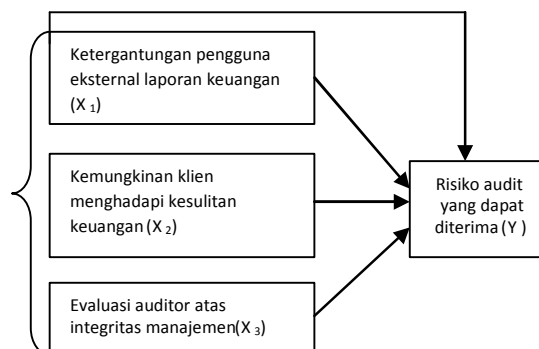 Ketergantungan pengguna
eksternal laporan keuangan
(X 1)
Kemungkinan klien
menghadapi kesulitan
keuangan (X 2)
Evaluasi auditor atas
integritas manajemen(X 3)
Risiko audit
yang dapat
diterima (Y )